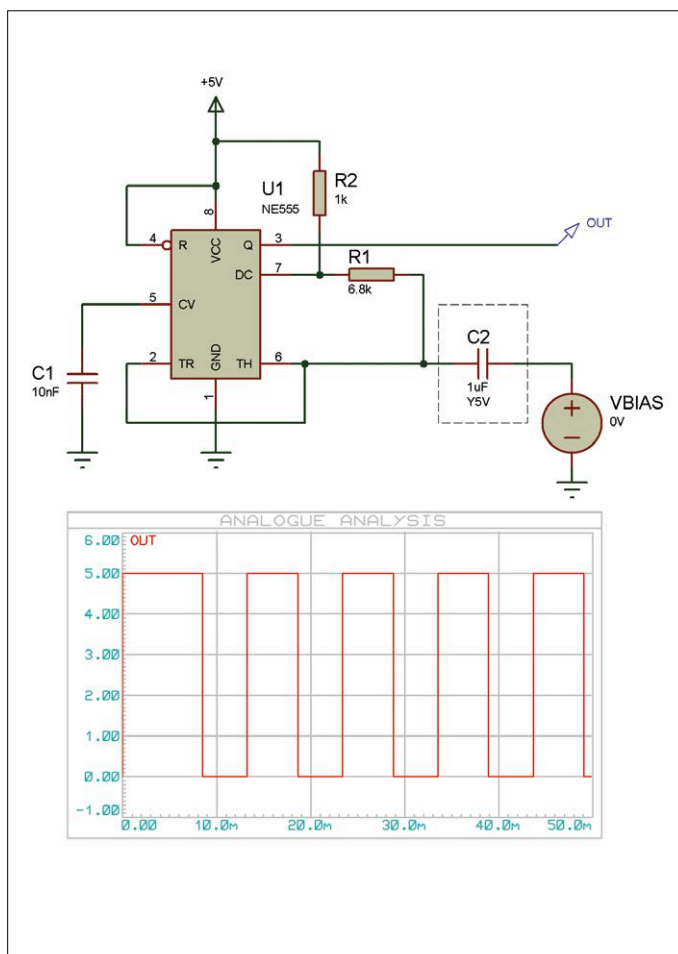 +5V
U1
NE555
R2
1k
8
VCC
4
R
Q
3
OUT
DC
7
R1
6.8k
5
CV
C1
10nF
2
TR
GND
TH
6
1
C2
1uF
Y5V
VBIAS
0V
ANALOGUE ANALYSIS
6.00
OUT
5.00
4.00
3.00
2.00
1.00
0.00
-1.00
0.00 10.0m 20.0m 30.0m 40.0m 50.0m